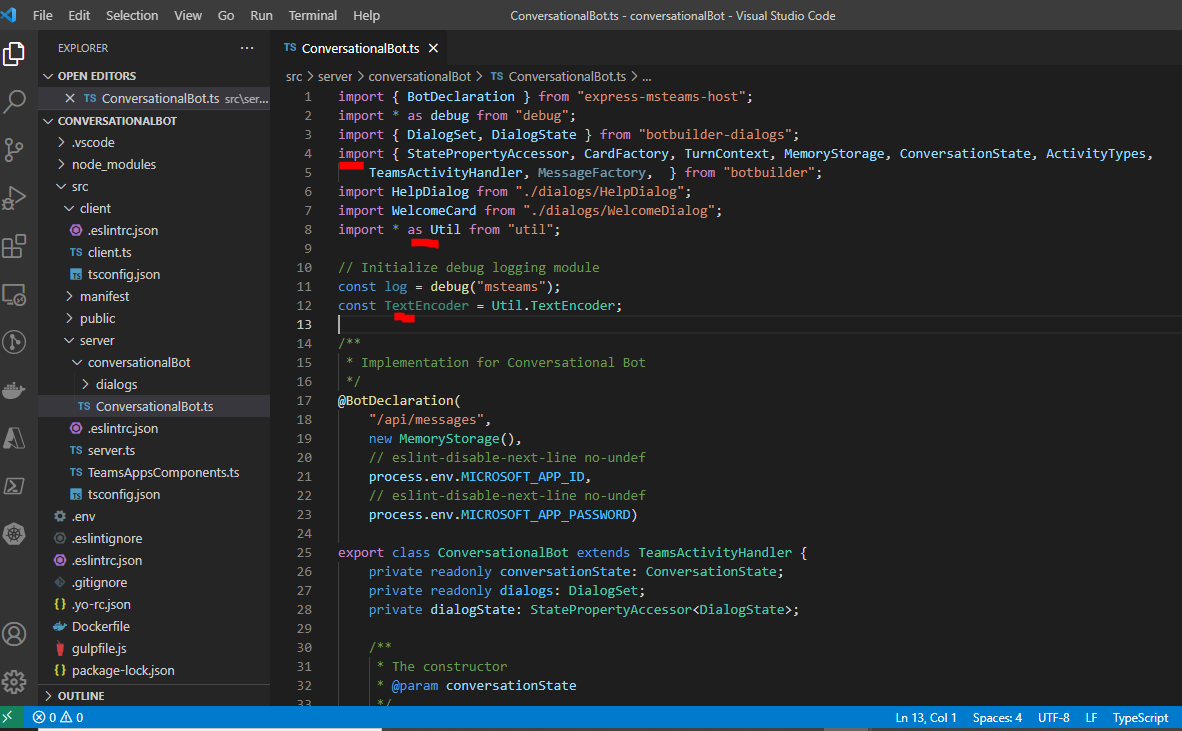 File Edit Selection View Go Run Terminal Help ConversationalBot.ts - conversationalBot - Visual Studio Code
EXPLORER ...
OPEN EDITORS
TS ConversationalBot.ts src\ser...
CONVERSATIONALBOT
.vscode
node_modules
src
client
.eslintrc.json
TS client.ts
tsconfig.json
manifest
public
server
conversationalBot
dialogs
TS ConversationalBot.ts
.eslintrc.json
TS server.ts
TS TeamsAppsComponents.ts
tsconfig.json
.env
.eslintignore
.eslintrc.json
.gitignore
{} .yo-rc.json
Dockerfile
gulpfile.js
{} package-lock.json
OUTLINE
TS ConversationalBot.ts ×
src > server > conversationalBot > TS ConversationalBot.ts > ...
1 import { BotDeclaration } from "express-msteams-host";
2 import * as debug from "debug";
3 import { DialogSet, DialogState } from "botbuilder-dialogs";
4 import { StatePropertyAccessor, CardFactory, TurnContext, MemoryStorage, ConversationState, ActivityTypes,
5 TeamsActivityHandler, MessageFactory,  } from "botbuilder";
6 import HelpDialog from "./dialogs/HelpDialog";
7 import WelcomeCard from "./dialogs/WelcomeDialog";
8 import * as Util from "util";
9
10 // Initialize debug logging module
11 const log = debug("msteams");
12 const TextEncoder = Util.TextEncoder;
13
14 /**
15 * Implementation for Conversational Bot
16 */
17 @BotDeclaration(
18 "/api/messages",
19 new MemoryStorage(),
20 // eslint-disable-next-line no-undef
21 process.env.MICROSOFT_APP_ID,
22 // eslint-disable-next-line no-undef
23 process.env.MICROSOFT_APP_PASSWORD)
24
25 export class ConversationalBot extends TeamsActivityHandler {
26 private readonly conversationState: ConversationState;
27 private readonly dialogs: DialogSet;
28 private dialogState: StatePropertyAccessor<DialogState>;
29
30 /**
31 * The constructor
32 * @param conversationState
33 */
0 0 Ln 13, Col 1 Spaces: 4 UTF-8 LF TypeScript